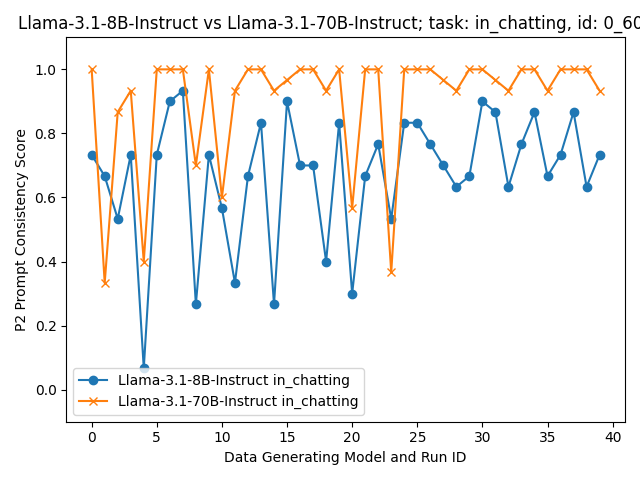 Llama-3.1-8B-Instruct vs Llama-3.1-70B-Instruct; task: in_chatting, id: 0_60
P2 Prompt Consistency Score
1.0
0.8
0.6
0.4
0.2
0.0
Llama-3.1-8B-Instruct in_chatting
Llama-3.1-70B-Instruct in_chatting
0 5 10 15 20 25 30 35 40
Data Generating Model and Run ID